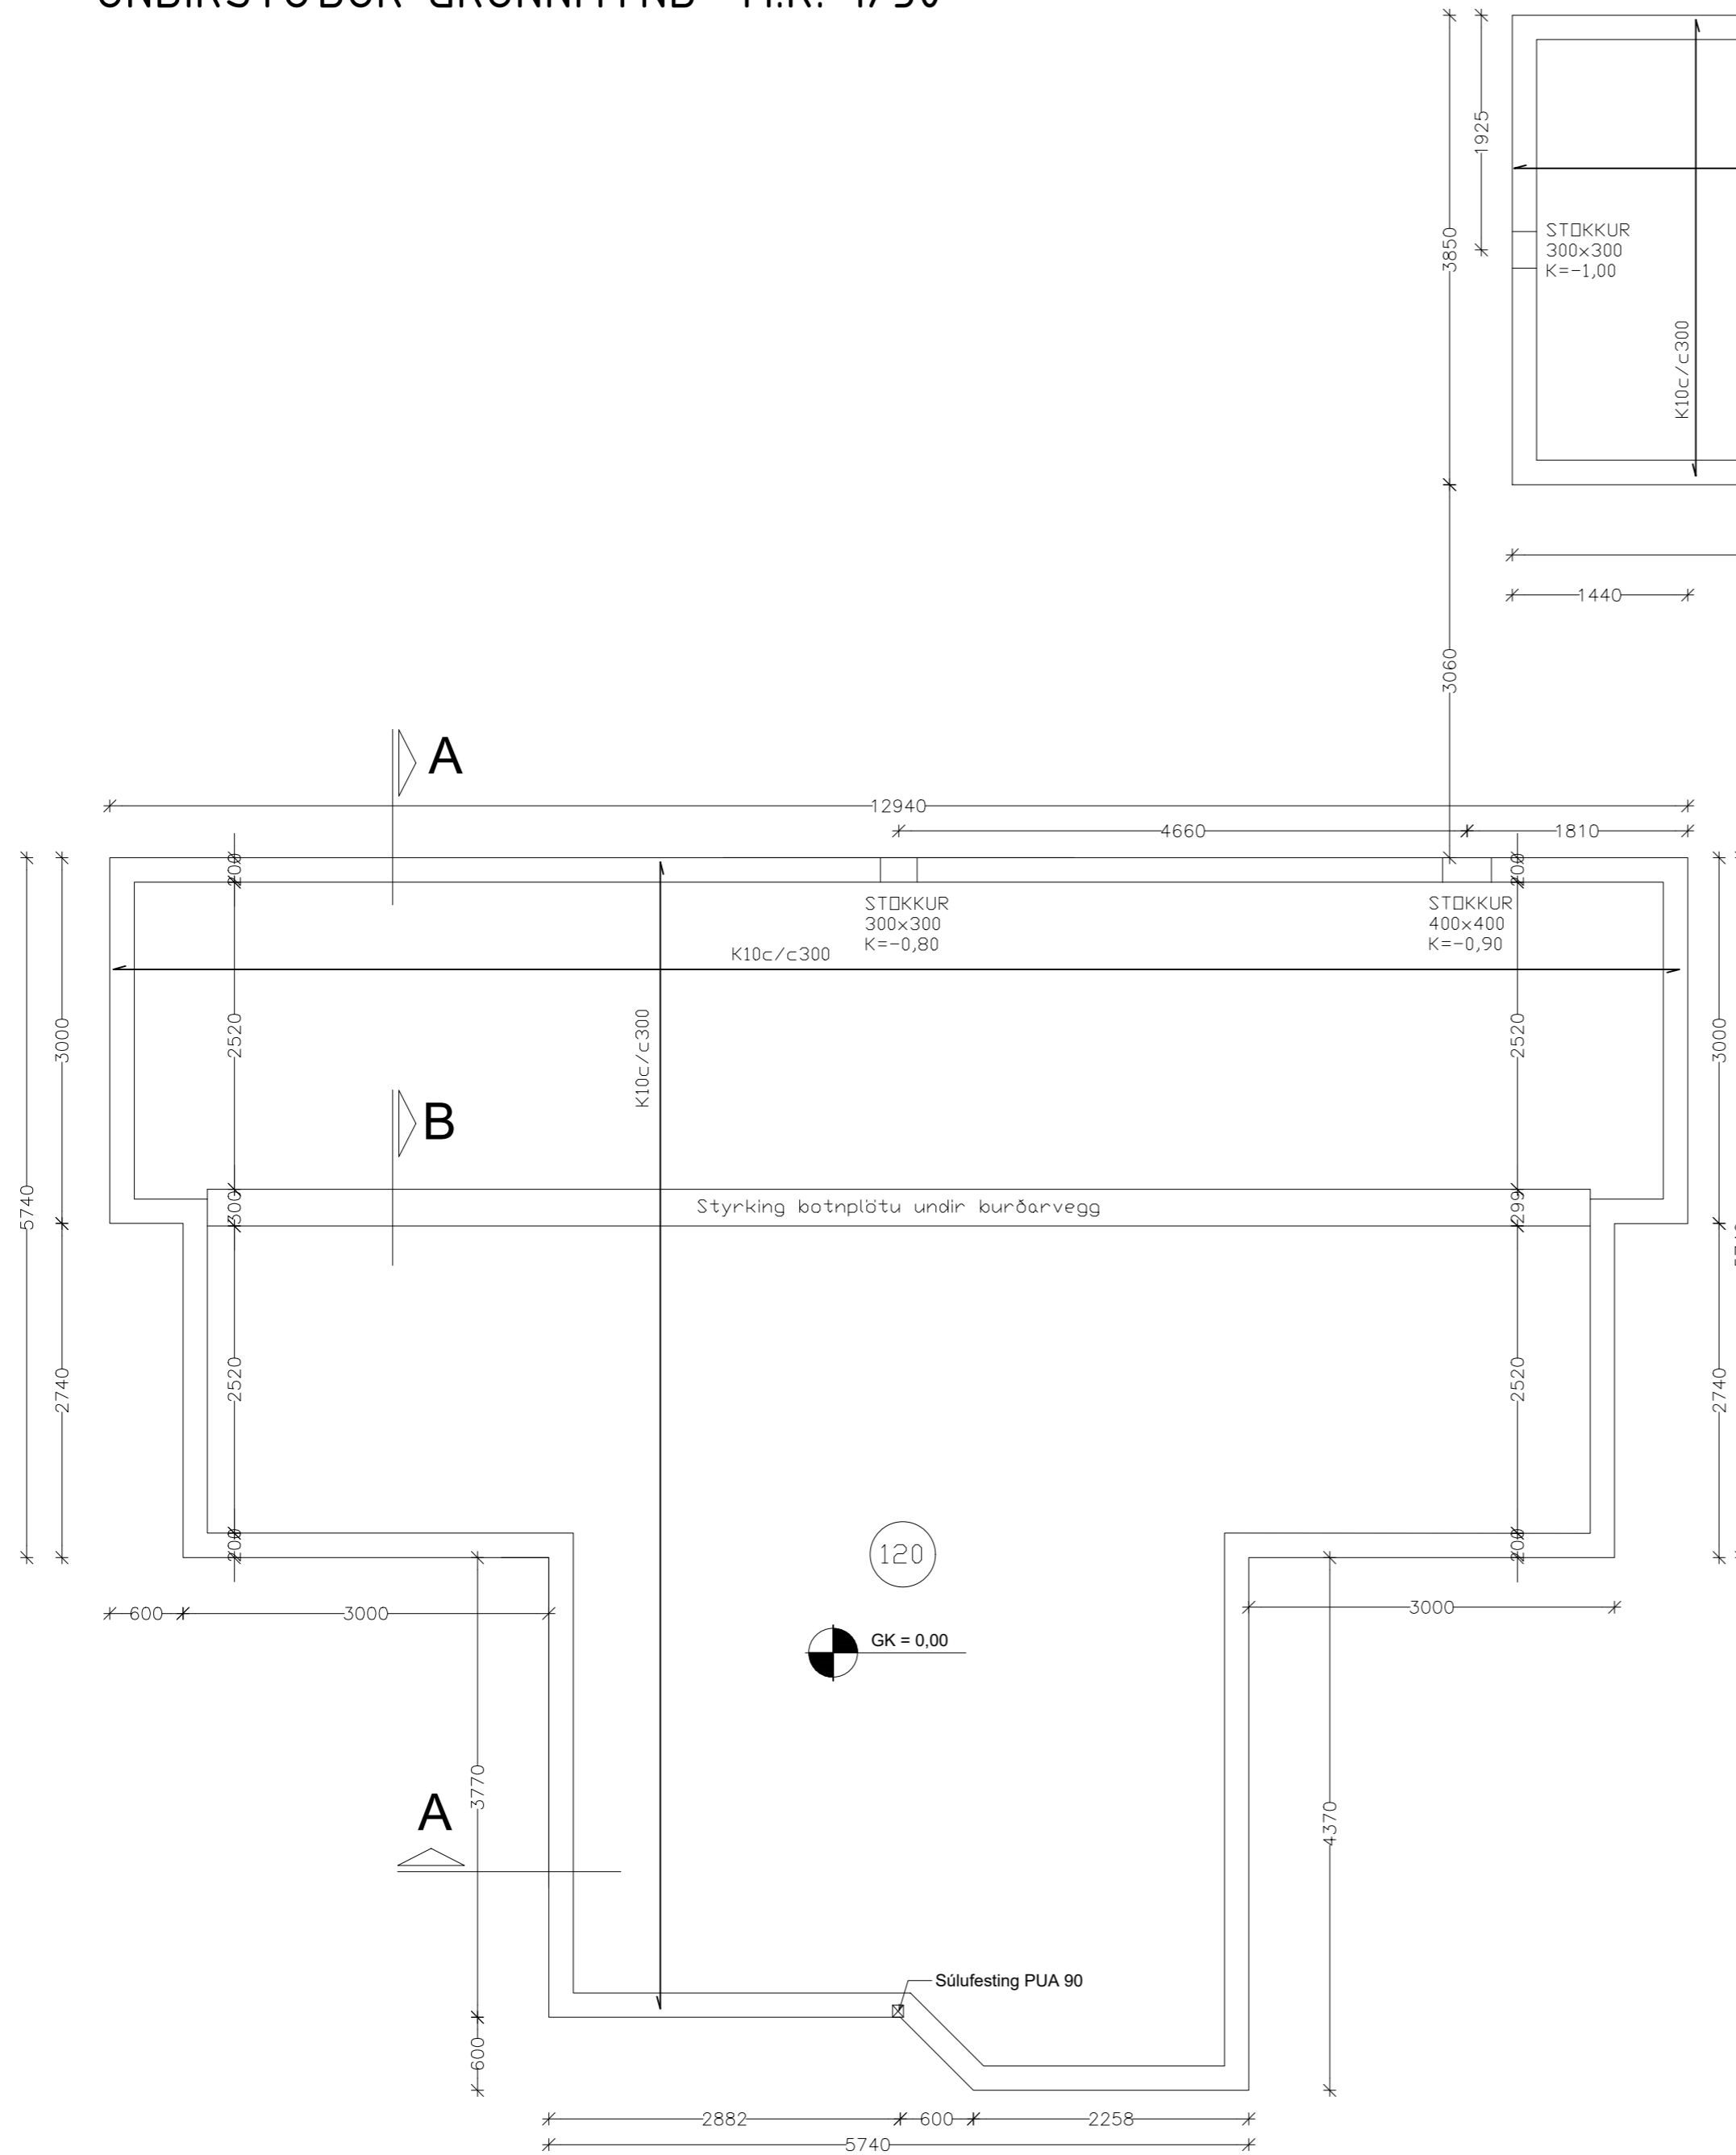 1925
3850
STOKKUR
300x300
K=-1,00
K10c/c300
1440
3060
A
12940
4660
1810
200
200
STOKKUR
300x300
K=-0,80
STOKKUR
400x400
K=-0,90
K10c/c300
3000
2520
K10c/c300
2520
3000
B
5740
300
Styrking botnplötu undir burðarvegg
299
2740
2520
2520
2740
200
120
200
600
3000
3000
GK = 0,00
3770
A
4370
Súlufesting PUA 90
600
2882
600
2258
5740